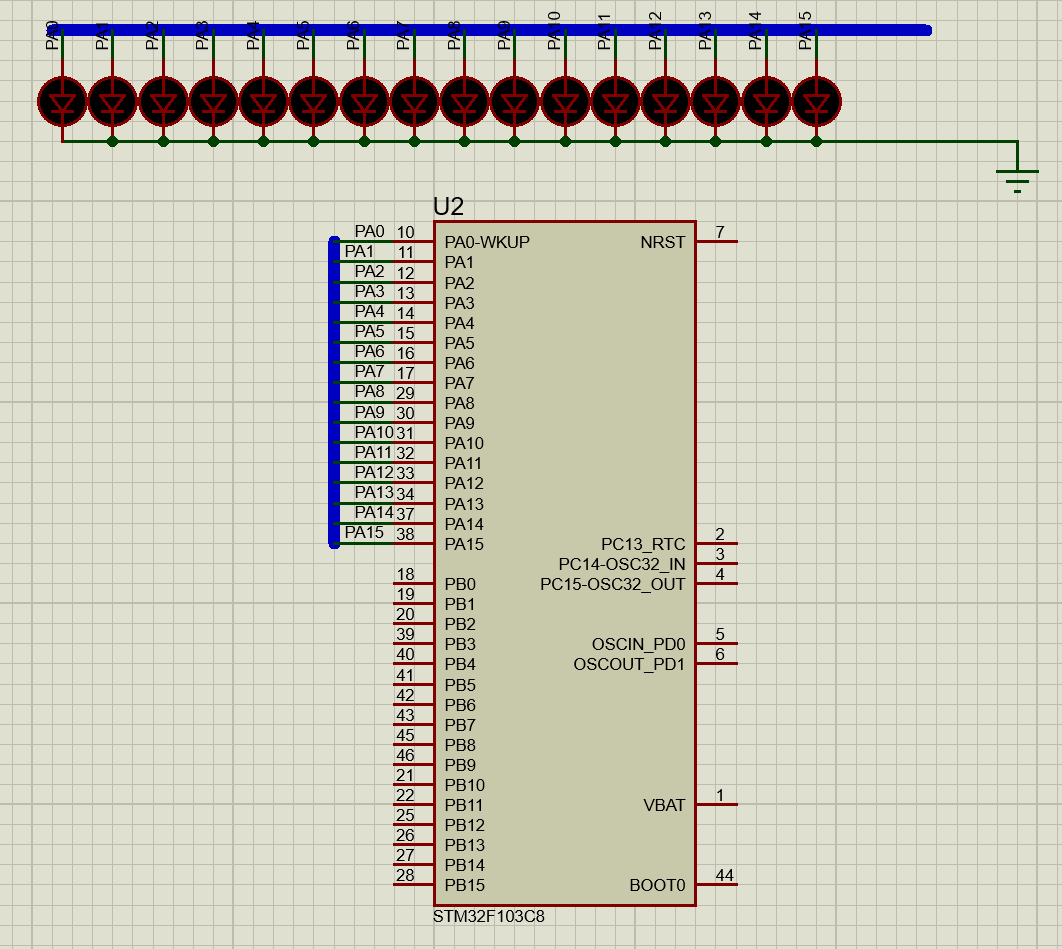 PA0 PA1 PA2 PA3 PA4 PA5 PA6 PA7 PA8 PA9 PA10 PA11 PA12 PA13 PA14 PA15
U2
PA0 10 PA0-WKUP NRST 7
PA1 11 PA1
PA2 12 PA2
PA3 13 PA3
PA4 14 PA4
PA5 15 PA5
PA6 16 PA6
PA7 17 PA7
PA8 29 PA8
PA9 30 PA9
PA10 31 PA10
PA11 32 PA11
PA12 33 PA12
PA13 34 PA13
PA14 37 PA14
PA15 38 PA15 PC13_RTC 2
PC14-OSC32_IN 3
18 PB0 PC15-OSC32_OUT 4
19 PB1
20 PB2
39 PB3 OSCIN_PD0 5
40 PB4 OSCOUT_PD1 6
41 PB5
42 PB6
43 PB7
45 PB8
46 PB9
21 PB10
22 PB11 VBAT 1
25 PB12
26 PB13
27 PB14
28 PB15 BOOT0 44
STM32F103C8